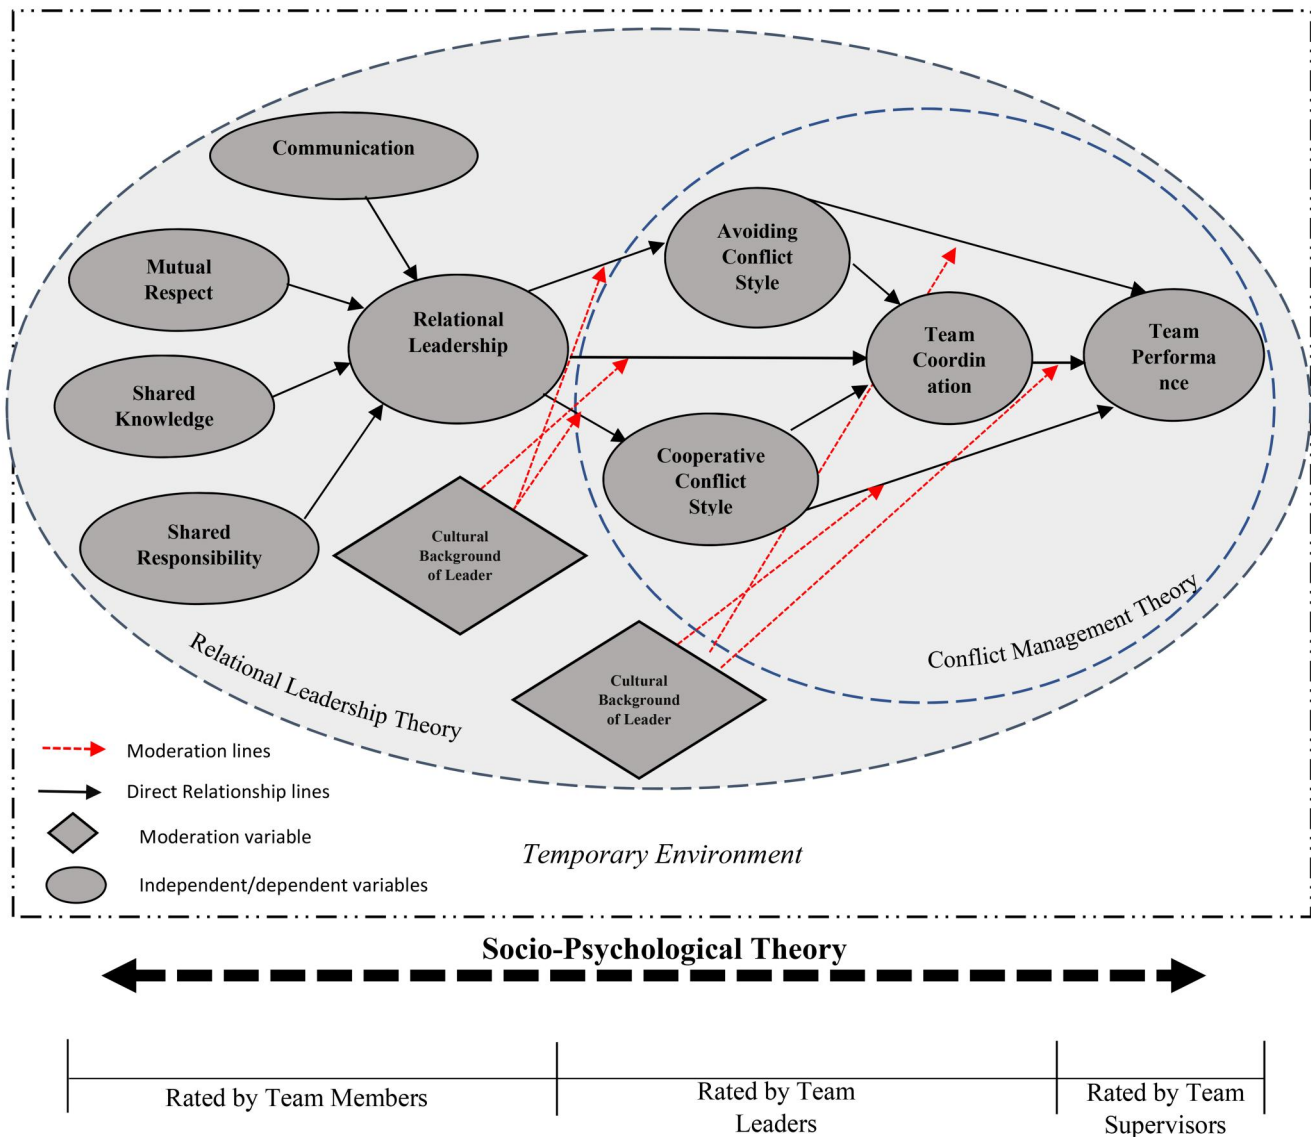 Communication
Mutual
Respect
Shared
Knowledge
Shared
Responsibility
Relational
Leadership
Avoiding
Conflict
Style
Cooperative
Conflict
Style
Team
Coordin
ation
Team
Performa
nce
Cultural
Background
of Leader
Cultural
Background
of Leader
Relational Leadership Theory
Conflict Management Theory
Moderation lines
Direct Relationship lines
Moderation variable
Independent/dependent variables
Temporary Environment
Socio-Psychological Theory
Rated by Team Members
Rated by Team
Leaders
Rated by Team
Supervisors